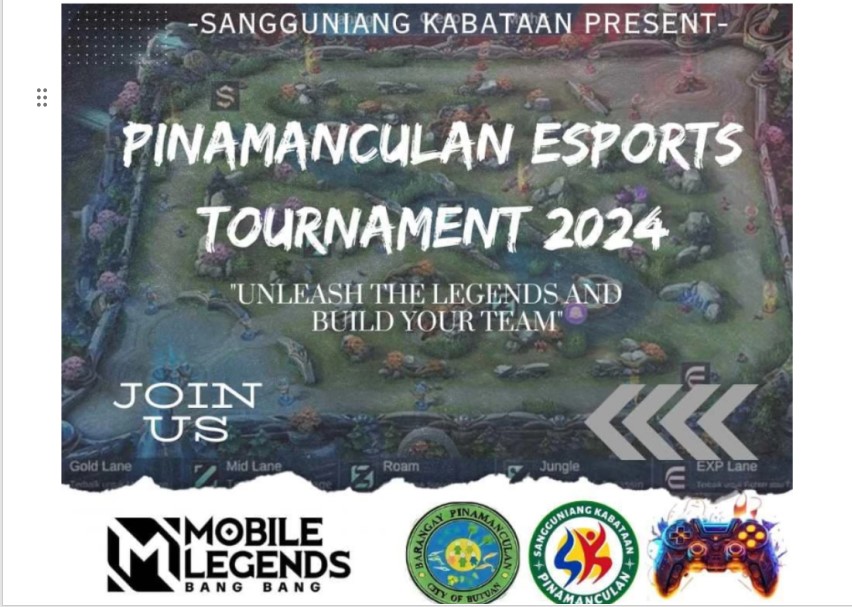 -SANGGUNIANG KABATAAN PRESENT-
PINAMANCULAN ESPORTS
TOURNAMENT 2024
"UNLEASH THE LEGENDS AND
BUILD YOUR TEAM"
JOIN
US
Gold Lane
Mid Lane
Roam
Jungle
EXP Lane
MOBILE
LEGENDS
BANG BANG
BARANGAY PINAMANCULAN
CITY OF BUTUAN
SANGGUNIANG KABATAAN
PINAMANCULAN